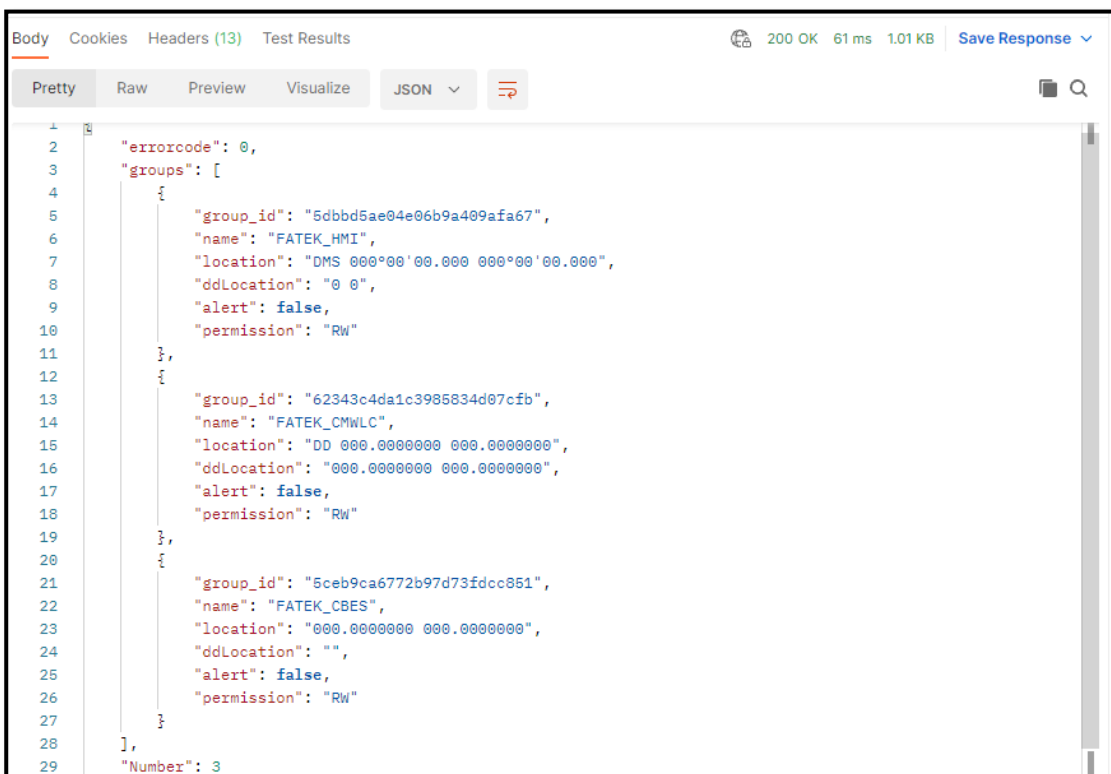 Body Cookies Headers (13) Test Results 200 OK 61 ms 1.01 KB Save Response
Pretty Raw Preview Visualize JSON
1 {
2 "errorcode": 0,
3 "groups": [
4 {
5 "group_id": "5dbbd5ae04e06b9a409afa67",
6 "name": "FATEK_HMI",
7 "location": "DMS 000°00'00.000 000°00'00.000",
8 "ddLocation": "0 0",
9 "alert": false,
10 "permission": "RW"
11 },
12 {
13 "group_id": "62343c4da1c3985834d07cfb",
14 "name": "FATEK_CMWLC",
15 "location": "DD 000.0000000 000.0000000",
16 "ddLocation": "000.0000000 000.0000000",
17 "alert": false,
18 "permission": "RW"
19 },
20 {
21 "group_id": "5ceb9ca6772b97d73fdcc851",
22 "name": "FATEK_CBES",
23 "location": "000.0000000 000.0000000",
24 "ddLocation": "",
25 "alert": false,
26 "permission": "RW"
27 }
28 ],
29 "Number": 3